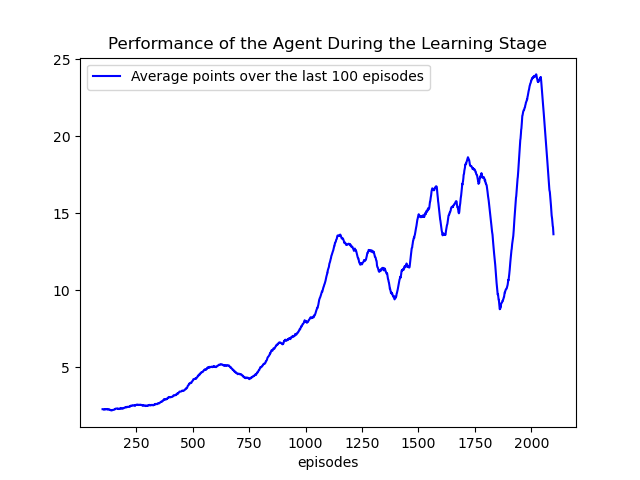 Performance of the Agent During the Learning Stage
Average points over the last 100 episodes
25
20
15
10
5
250 500 750 1000 1250 1500 1750 2000
episodes